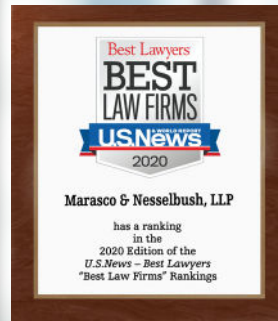 Best Lawyers
BEST
LAW FIRMS
U.S.News
& WORLD REPORT
2020
Marasco & Nesselbush, LLP
has a ranking
in the
2020 Edition of the
U.S.News – Best Lawyers
"Best Law Firms" Rankings